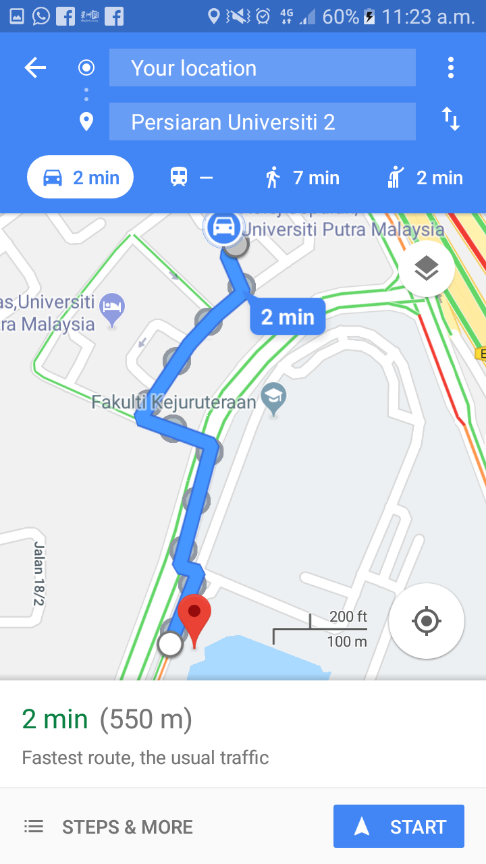 4G 60% 11:23 a.m.
Your location
Persiaran Universiti 2
2 min
—
7 min
2 min
Universiti Putra Malaysia
as,Universiti
ra Malaysia
2 min
Fakulti Kejuruteraan
Jalan 18/2
200 ft
100 m
2 min (550 m)
Fastest route, the usual traffic
STEPS & MORE
START